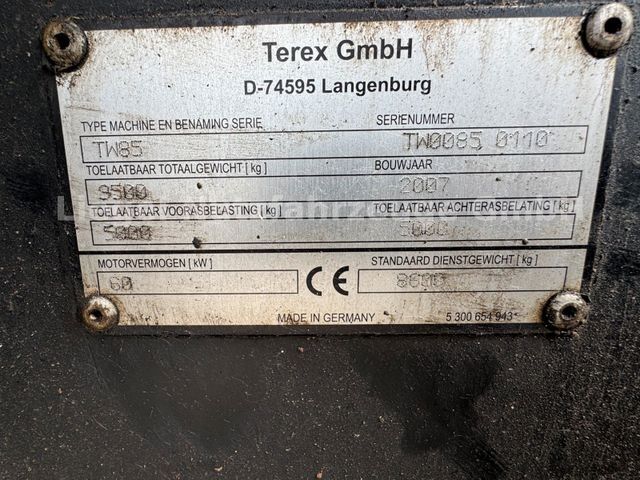 Terex GmbH
D-74595 Langenburg
TYPE MACHINE EN BENAMING SERIE SERIENUMMER
TW85 TW0085 0110
TOELAATBAAR TOTAALGEWICHT [ kg ] BOUWJAAR
9500 2007
TOELAATBAAR VOORASBELASTING [ kg ] TOELAATBAAR ACHTERASBELATING [ kg ]
5000 5000
MOTORVERMOGEN [ kW ] STANDAARD DIENSTGEWICHT [ kg ]
60 CE
MADE IN GERMANY 5 300 654 943*